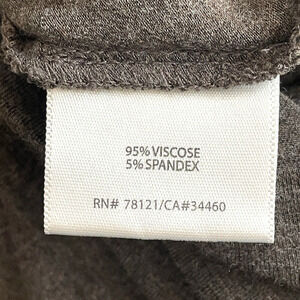 95% VISCOSE
5% SPANDEX
RN# 78121/CA#34460